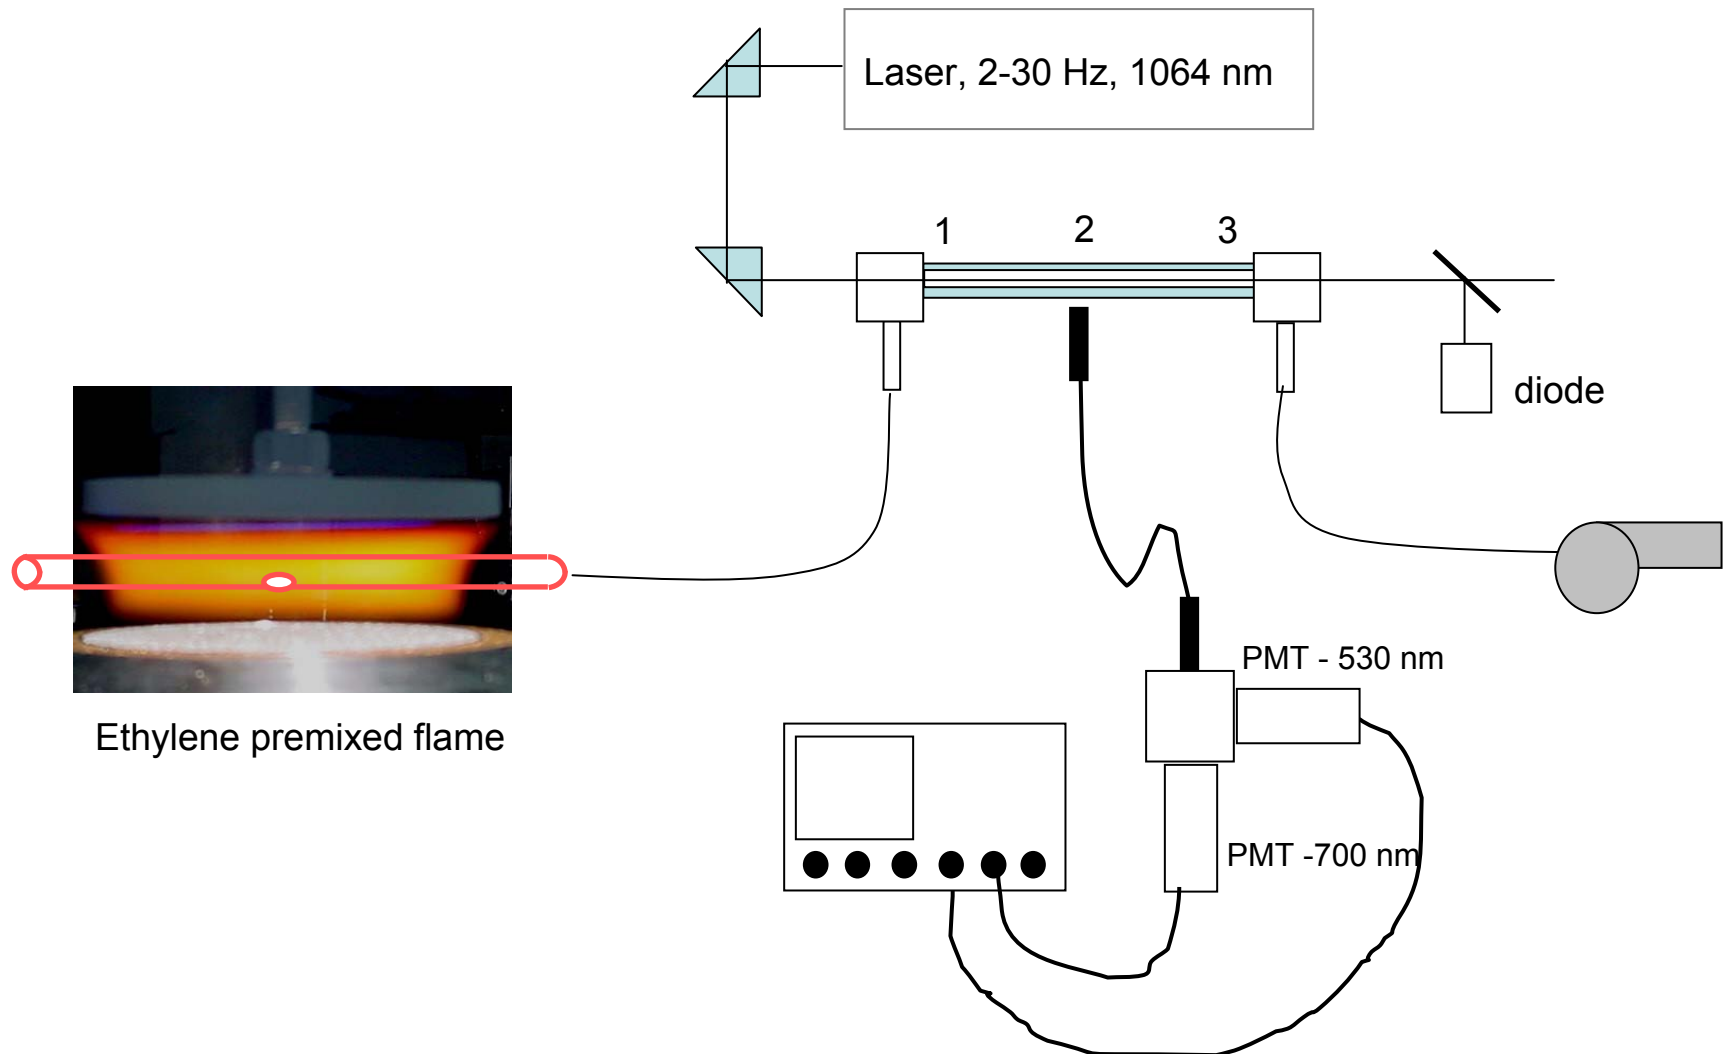 Laser, 2-30 Hz, 1064 nm
1 2 3
diode
PMT - 530 nm
Ethylene premixed flame
PMT -700 nm